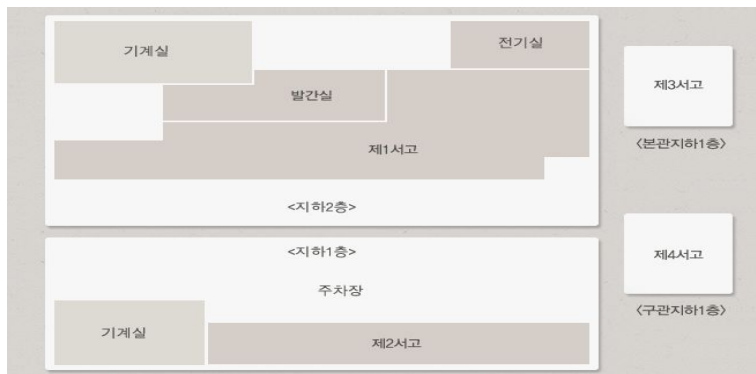 기계실
전기실
발간실
제1서고
<지하2층>
제3서고
<본관지하1층>
<지하1층>
주차장
기계실
제2서고
제4서고
<구관지하1층>